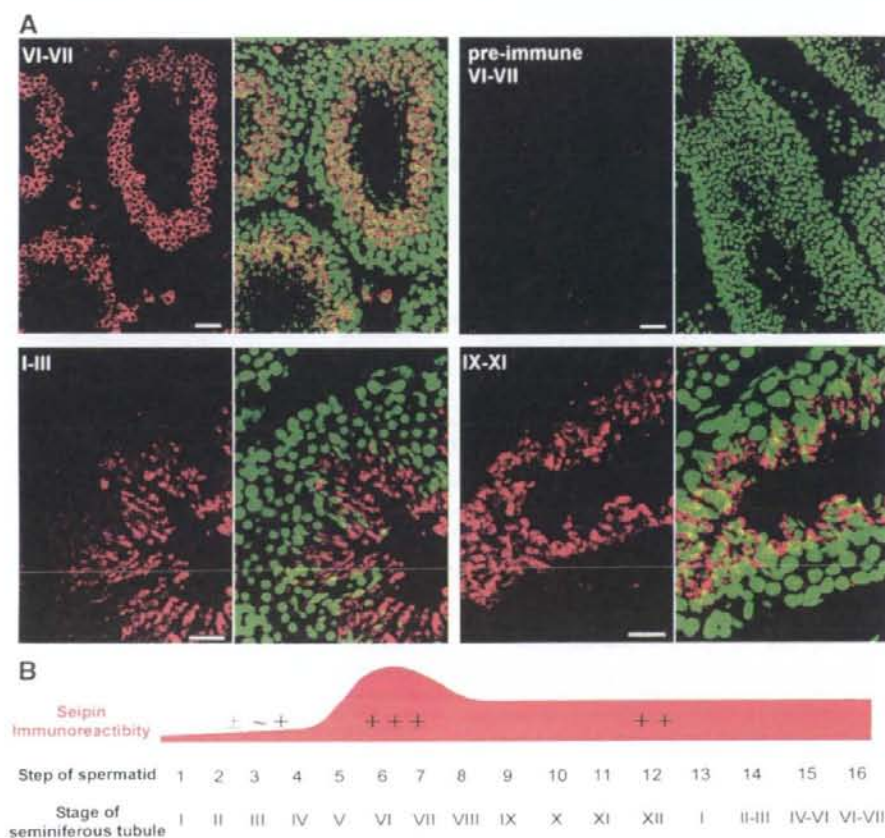 A
VI-VII
pre-immune
VI-VII
I-III
IX-XI
B
Seipin
Immunoreactibity
± ~ +
+ + +
+ +
Step of spermatid 1 2 3 4 5 6 7 8 9 10 11 12 13 14 15 16
Stage of
seminiferous tubule I II III IV V VI VII VIII IX X XI XII I II-III IV-VI VI-VII